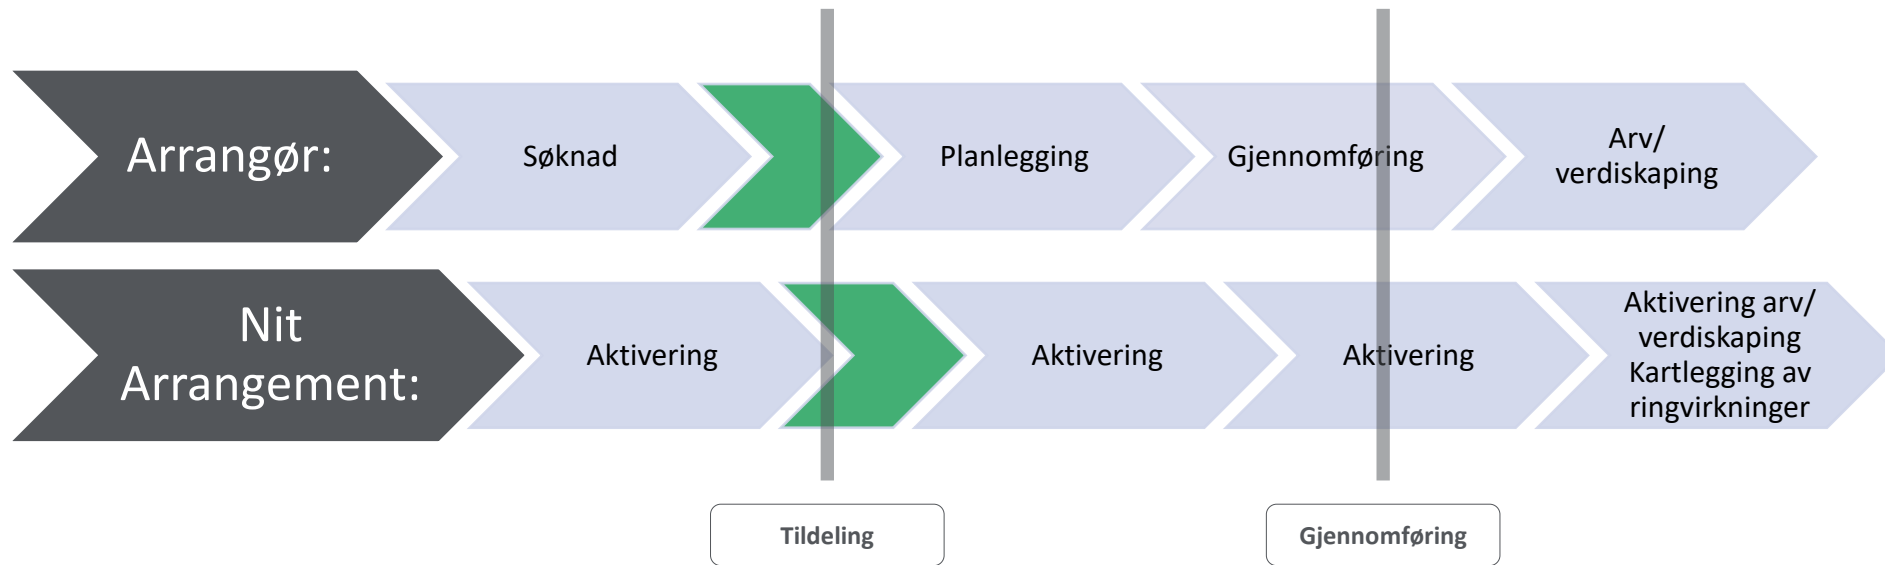 Arrangør:
Søknad
Planlegging
Gjennomføring
Arv/
verdiskaping
Nit
Arrangement:
Aktivering
Aktivering
Aktivering
Aktivering arv/
verdiskaping
Kartlegging av
ringvirkninger
Tildeling
Gjennomføring